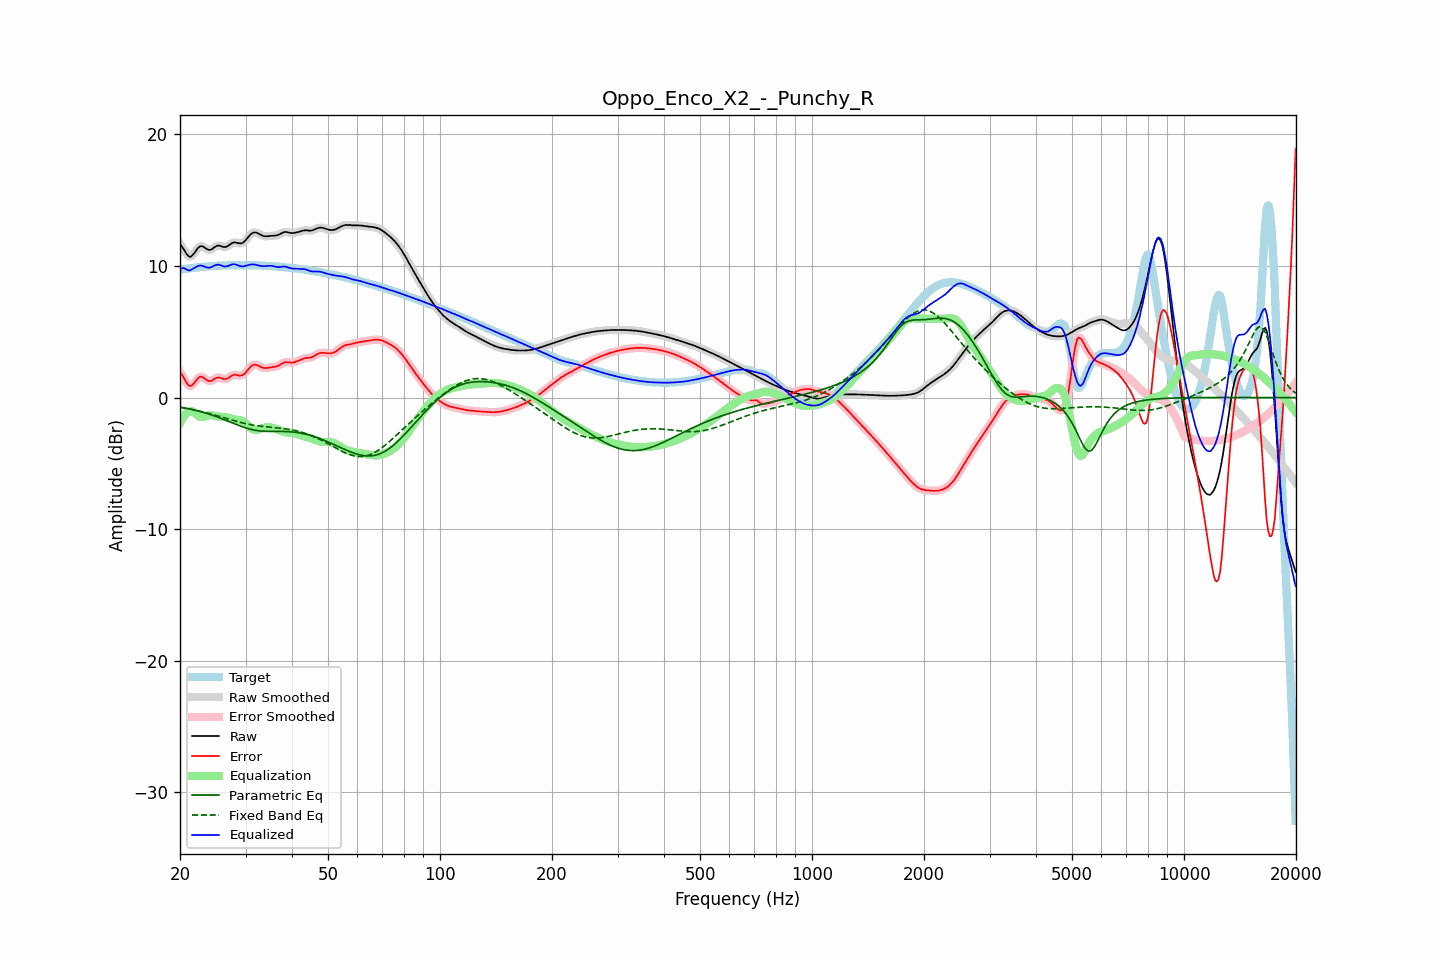 Oppo_Enco_X2_-_Punchy_R
20
10
0
−10
−20
−30
Amplitude (dBr)
Target
Raw Smoothed
Error Smoothed
Raw
Error
Equalization
Parametric Eq
Fixed Band Eq
Equalized
20 50 100 200 500 1000 2000 5000 10000 20000
Frequency (Hz)